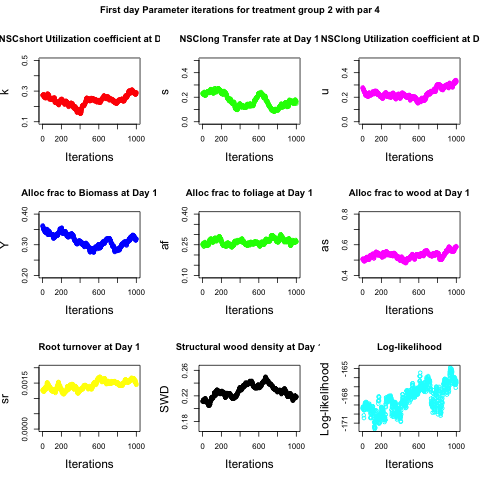 First day Parameter iterations for treatment group 2 with par 4
NSCshort Utilization coefficient at D
NSClong Transfer rate at Day 1
NSClong Utilization coefficient at D
k
0.1 0.3 0.5
0 200 600 1000
Iterations
s
0.0 0.2 0.4
0 200 600 1000
Iterations
u
0.0 0.2 0.4
0 200 600 1000
Iterations
Alloc frac to Biomass at Day 1
Alloc frac to foliage at Day 1
Alloc frac to wood at Day 1
Y
0.20 0.30 0.40
0 200 600 1000
Iterations
af
0.10 0.25 0.40
0 200 600 1000
Iterations
as
0.4 0.6 0.8
0 200 600 1000
Iterations
Root turnover at Day 1
Structural wood density at Day
Log-likelihood
sr
0.0000 0.0015
0 200 600 1000
Iterations
SWD
0.18 0.22 0.26
0 200 600 1000
Iterations
Log-likelihood
-171 -168 -165
0 200 600 1000
Iterations